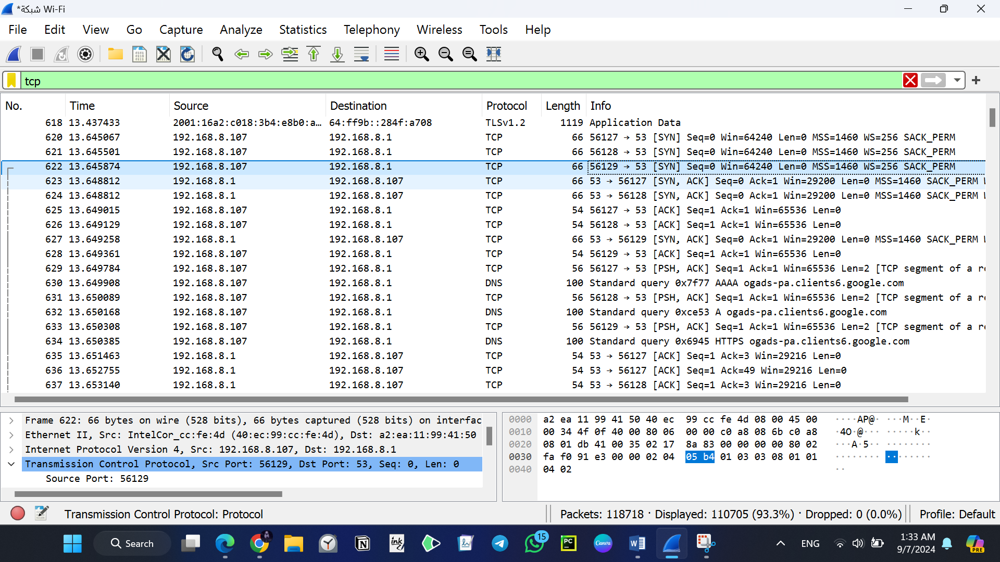 *شبكة Wi-Fi
File Edit View Go Capture Analyze Statistics Telephony Wireless Tools Help
tcp
No. Time Source Destination Protocol Length Info
618 13.437433 2001:16a2:c018:3b4:e8b0:a… 64:ff9b::284f:a708 TLSv1.2 1119 Application Data
620 13.645067 192.168.8.107 192.168.8.1 TCP 66 56127 → 53 [SYN] Seq=0 Win=64240 Len=0 MSS=1460 WS=256 SACK_PERM
621 13.645501 192.168.8.107 192.168.8.1 TCP 66 56128 → 53 [SYN] Seq=0 Win=64240 Len=0 MSS=1460 WS=256 SACK_PERM
622 13.645874 192.168.8.107 192.168.8.1 TCP 66 56129 → 53 [SYN] Seq=0 Win=64240 Len=0 MSS=1460 WS=256 SACK_PERM
623 13.648812 192.168.8.1 192.168.8.107 TCP 66 53 → 56127 [SYN, ACK] Seq=0 Ack=1 Win=29200 Len=0 MSS=1460 SACK_PERM
624 13.648812 192.168.8.1 192.168.8.107 TCP 66 53 → 56128 [SYN, ACK] Seq=0 Ack=1 Win=29200 Len=0 MSS=1460 SACK_PERM
625 13.649015 192.168.8.107 192.168.8.1 TCP 54 56127 → 53 [ACK] Seq=1 Ack=1 Win=65536 Len=0
626 13.649129 192.168.8.107 192.168.8.1 TCP 54 56128 → 53 [ACK] Seq=1 Ack=1 Win=65536 Len=0
627 13.649258 192.168.8.1 192.168.8.107 TCP 66 53 → 56129 [SYN, ACK] Seq=0 Ack=1 Win=29200 Len=0 MSS=1460 SACK_PERM
628 13.649361 192.168.8.107 192.168.8.1 TCP 54 56129 → 53 [ACK] Seq=1 Ack=1 Win=65536 Len=0
629 13.649784 192.168.8.107 192.168.8.1 TCP 56 56127 → 53 [PSH, ACK] Seq=1 Ack=1 Win=65536 Len=2 [TCP segment of a
630 13.649908 192.168.8.107 192.168.8.1 DNS 100 Standard query 0x7f77 AAAA ogads-pa.clients6.google.com
631 13.650089 192.168.8.107 192.168.8.1 TCP 56 56128 → 53 [PSH, ACK] Seq=1 Ack=1 Win=65536 Len=2 [TCP segment of a
632 13.650168 192.168.8.107 192.168.8.1 DNS 100 Standard query 0xce53 A ogads-pa.clients6.google.com
633 13.650308 192.168.8.107 192.168.8.1 TCP 56 56129 → 53 [PSH, ACK] Seq=1 Ack=1 Win=65536 Len=2 [TCP segment of a
634 13.650385 192.168.8.107 192.168.8.1 DNS 100 Standard query 0x6945 HTTPS ogads-pa.clients6.google.com
635 13.651463 192.168.8.1 192.168.8.107 TCP 54 53 → 56127 [ACK] Seq=1 Ack=3 Win=29216 Len=0
636 13.652755 192.168.8.1 192.168.8.107 TCP 54 53 → 56127 [ACK] Seq=1 Ack=49 Win=29216 Len=0
637 13.653140 192.168.8.1 192.168.8.107 TCP 54 53 → 56128 [ACK] Seq=1 Ack=3 Win=29216 Len=0
Frame 622: 66 bytes on wire (528 bits), 66 bytes captured (528 bits) on interfac
Ethernet II, Src: IntelCor_cc:fe:4d (40:ec:99:cc:fe:4d), Dst: a2:ea:11:99:41:50
Internet Protocol Version 4, Src: 192.168.8.107, Dst: 192.168.8.1
Transmission Control Protocol, Src Port: 56129, Dst Port: 53, Seq: 0, Len: 0
Source Port: 56129
0000 a2 ea 11 99 41 50 40 ec 99 cc fe 4d 08 00 45 00 ····AP@· ···M··E·
0010 00 34 4f 0f 40 00 80 06 00 00 c0 a8 08 6b c0 a8 ·4O·@··· ·····k··
0020 08 01 db 41 00 35 02 17 8a 83 00 00 00 00 80 02 ···A·5·· ········
0030 fa f0 91 e3 00 00 02 04 05 b4 01 03 03 08 01 01 ········ ········
0040 04 02 ··
Transmission Control Protocol: Protocol
Packets: 118718 · Displayed: 110705 (93.3%) · Dropped: 0 (0.0%)
Profile: Default
Search
ink
15
PC
Canva
W
ENG
1:33 AM
9/7/2024
PRE